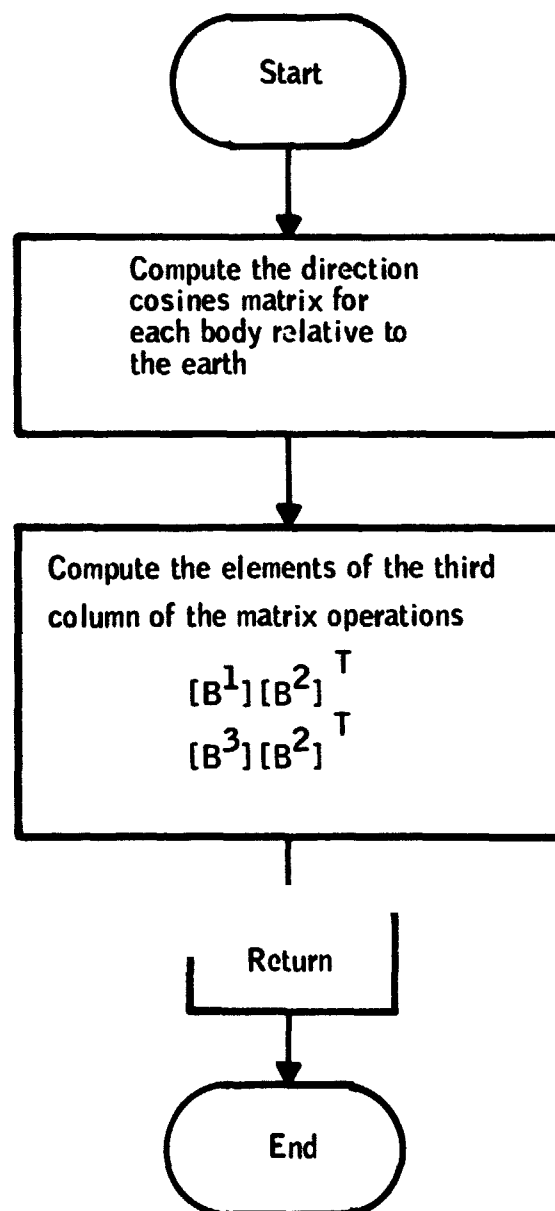 Start
Compute the direction
cosines matrix for
each body relative to
the earth
Compute the elements of the third
column of the matrix operations
[B¹][B²]ᵀ
[B³][B²]ᵀ
Return
End